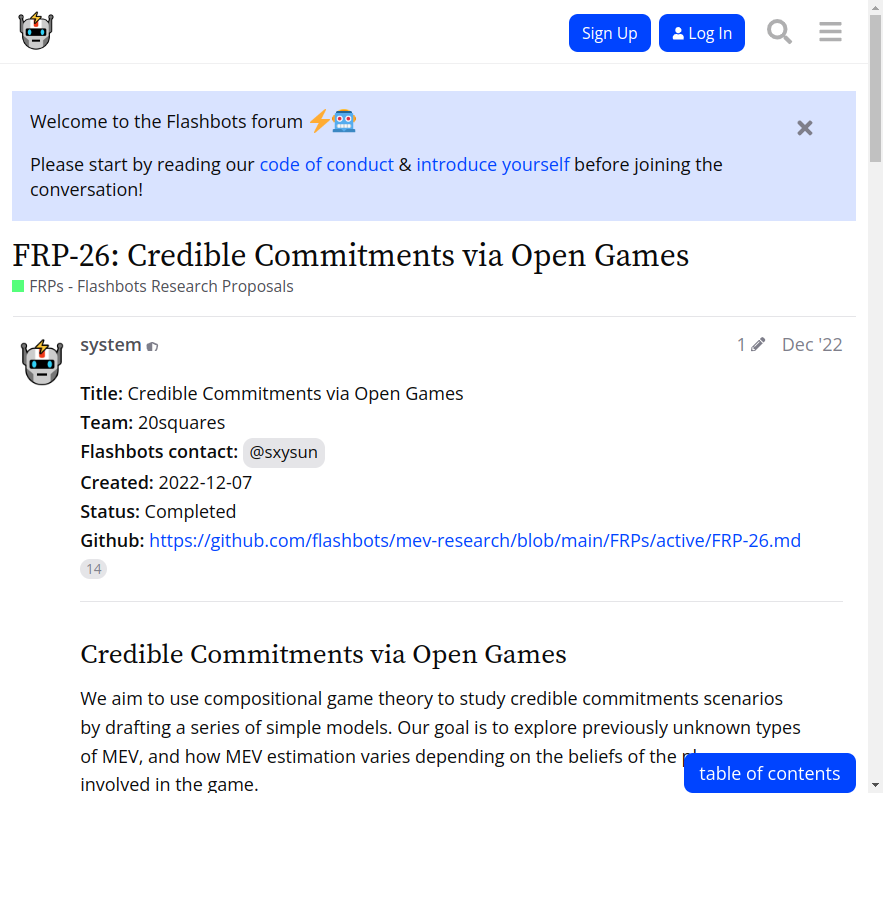 Sign Up
Log In
Welcome to the Flashbots forum
Please start by reading our code of conduct & introduce yourself before joining the
conversation!
FRP-26: Credible Commitments via Open Games
FRPs - Flashbots Research Proposals
system
1
Dec '22
Title: Credible Commitments via Open Games
Team: 20squares
Flashbots contact: @sxysun
Created: 2022-12-07
Status: Completed
Github: https://github.com/flashbots/mev-research/blob/main/FRPs/active/FRP-26.md
14
Credible Commitments via Open Games
We aim to use compositional game theory to study credible commitments scenarios
by drafting a series of simple models. Our goal is to explore previously unknown types
of MEV, and how MEV estimation varies depending on the beliefs of the
involved in the game.
table of contents